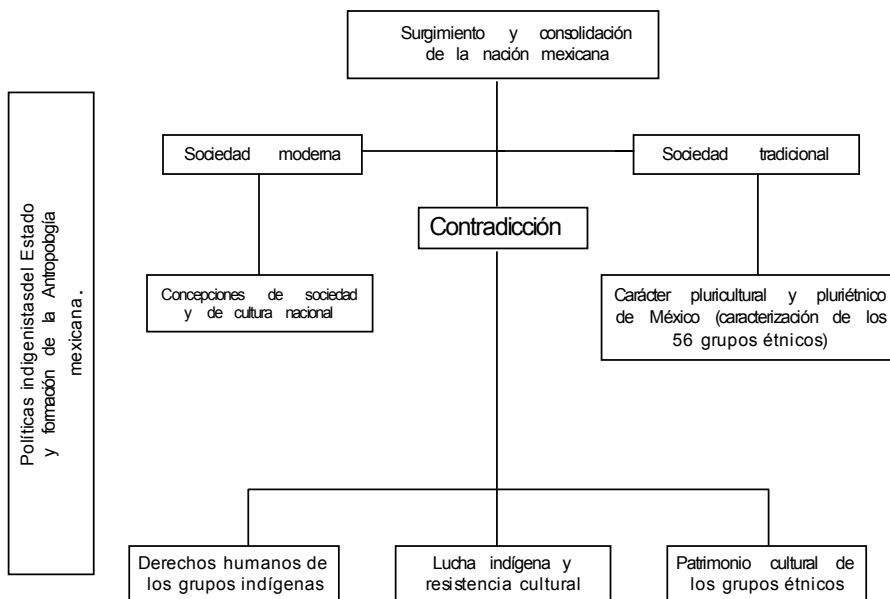 Surgimiento y consolidación
de la nación mexicana
Sociedad moderna
Sociedad tradicional
Contradicción
Concepciones de sociedad
y de cultura nacional
Carácter pluricultural y pluriétnico
de México (caracterización de los
56 grupos étnicos)
Políticas indigenistasdel Estado
y formación de la Antropología
mexicana.
Derechos humanos de
los grupos indígenas
Lucha indígena y
resistencia cultural
Patrimonio cultural de
los grupos étnicos